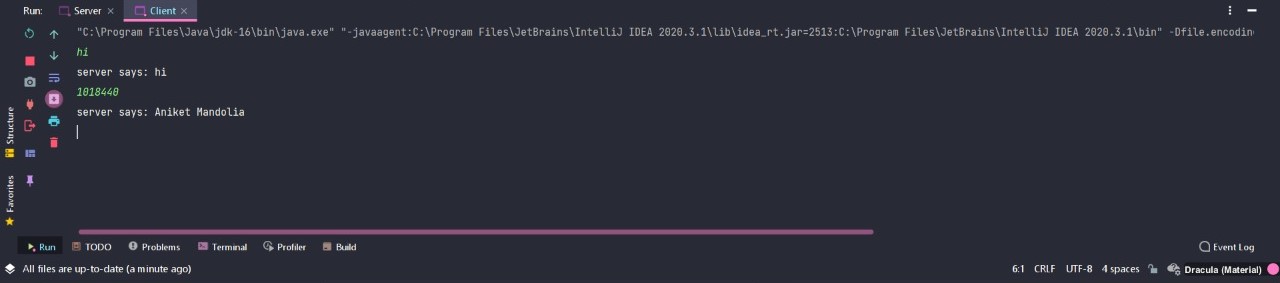 Run: Server × Client ×
"C:\Program Files\Java\jdk-16\bin\java.exe" "-javaagent:C:\Program Files\JetBrains\IntelliJ IDEA 2020.3.1\lib\idea_rt.jar=2513:C:\Program Files\JetBrains\IntelliJ IDEA 2020.3.1\bin" -Dfile.encoding
hi
server says: hi
1018440
server says: Aniket Mandolia
Structure
Favorites
Run TODO Problems Terminal Profiler Build Event Log
All files are up-to-date (a minute ago) 6:1 CRLF UTF-8 4 spaces Dracula (Material)